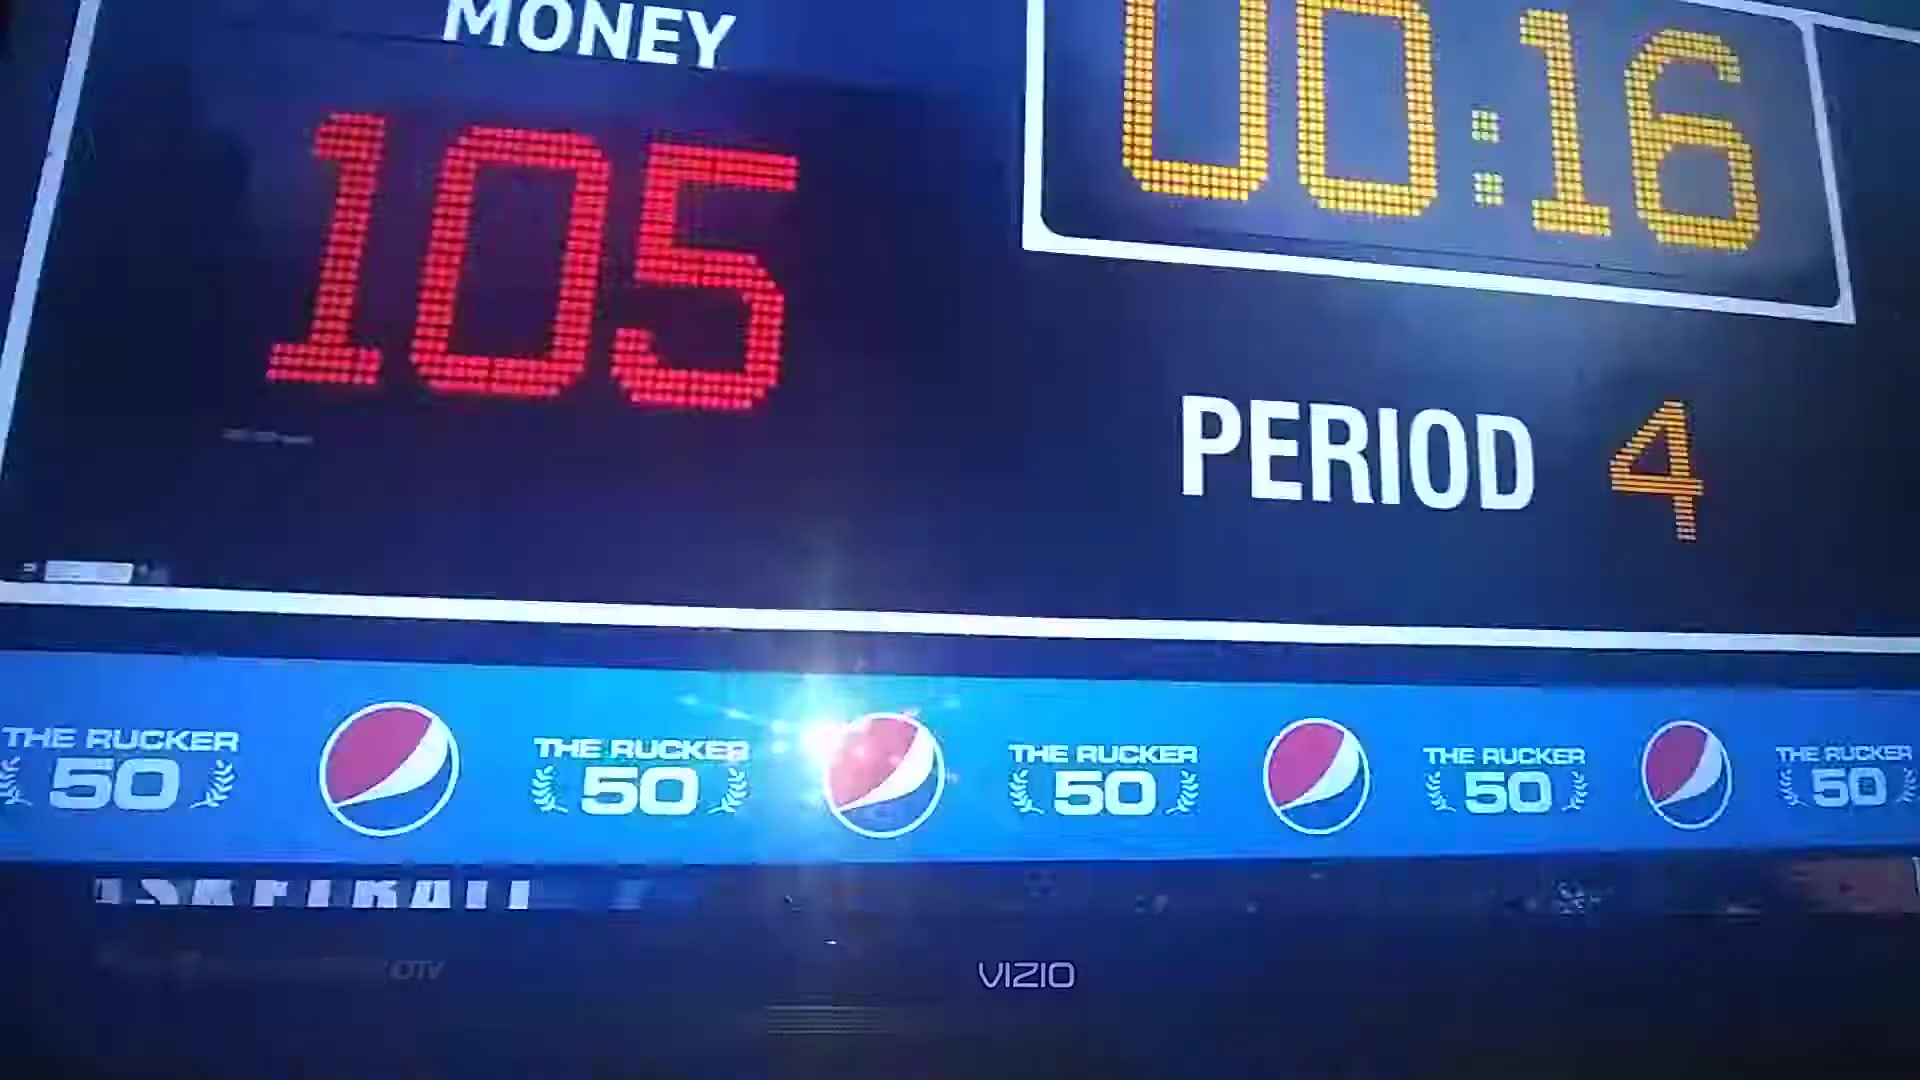 MONEY
00:16
105
PERIOD 4
THE RUCKER
50
THE RUCKER
50
THE RUCKER
50
THE RUCKER
50
THE RUCKER
50
VIZIO